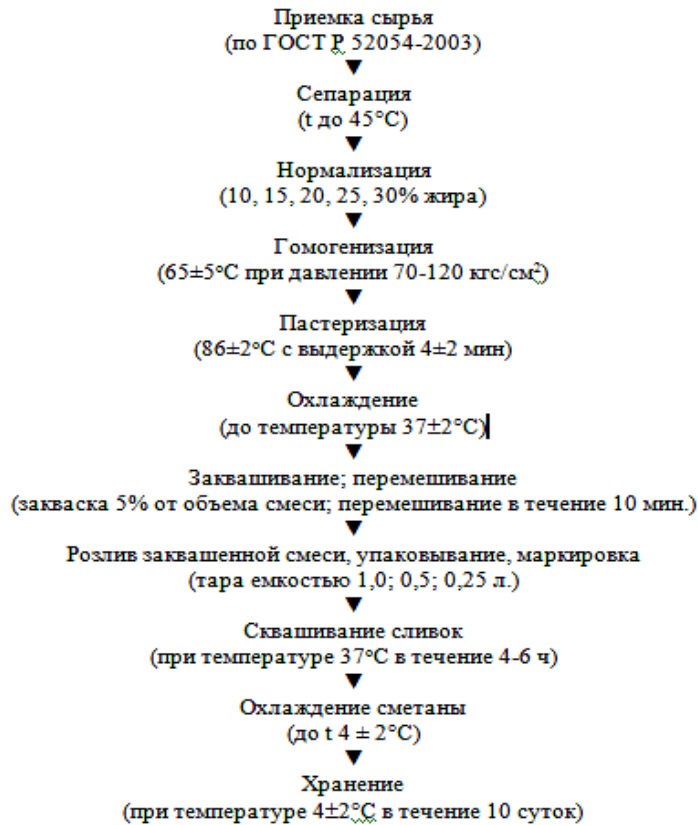 Приемка сырья
(по ГОСТ Р 52054-2003)
▼
Сепарация
(t до 45°С)
▼
Нормализация
(10, 15, 20, 25, 30% жира)
▼
Гомогенизация
(65±5°С при давлении 70-120 кгс/см²)
▼
Пастеризация
(86±2°С с выдержкой 4±2 мин)
▼
Охлаждение
(до температуры 37±2°С)
▼
Заквашивание; перемешивание
(закваска 5% от объема смеси; перемешивание в течение 10 мин.)
▼
Розлив заквашенной смеси, упаковывание, маркировка
(тара емкостью 1,0; 0,5; 0,25 л.)
▼
Сквашивание сливок
(при температуре 37°С в течение 4-6 ч)
▼
Охлаждение сметаны
(до t 4 ± 2°С)
▼
Хранение
(при температуре 4±2°С в течение 10 суток)